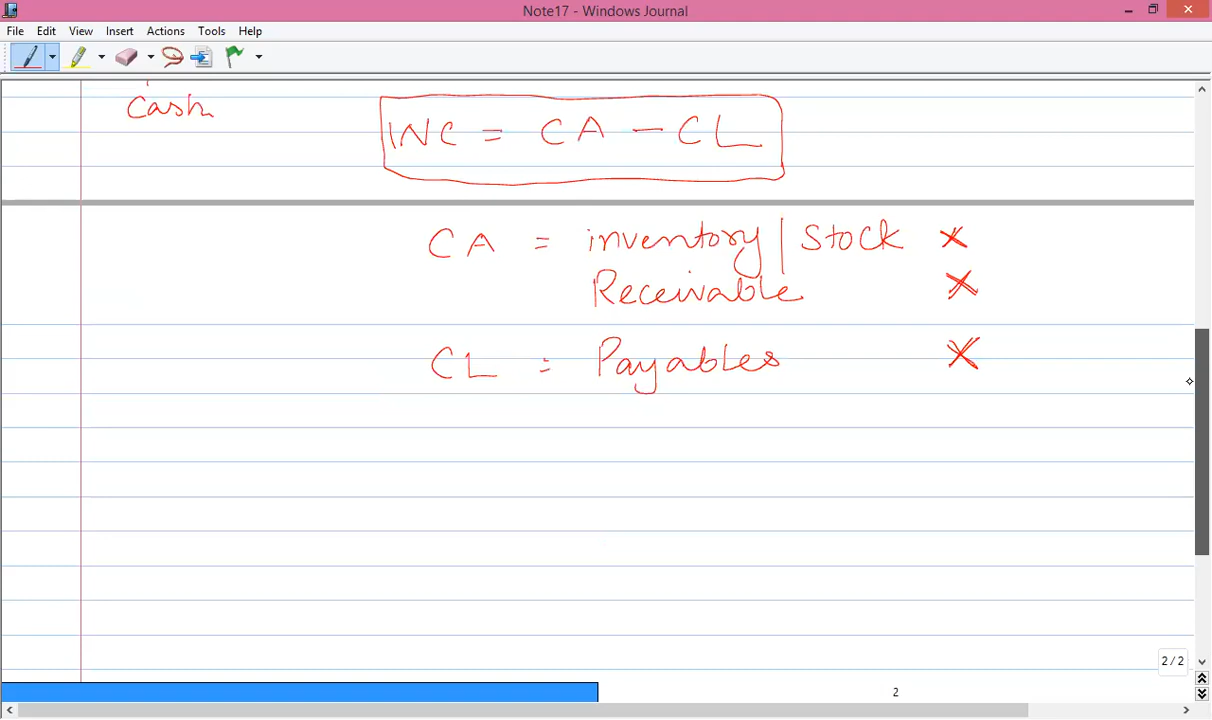 Note17 - Windows Journal
File Edit View Insert Actions Tools Help
Cash
INC = CA - CL
CA = inventory | Stock ×
Receivable ×
CL = Payables ×
2 / 2
2